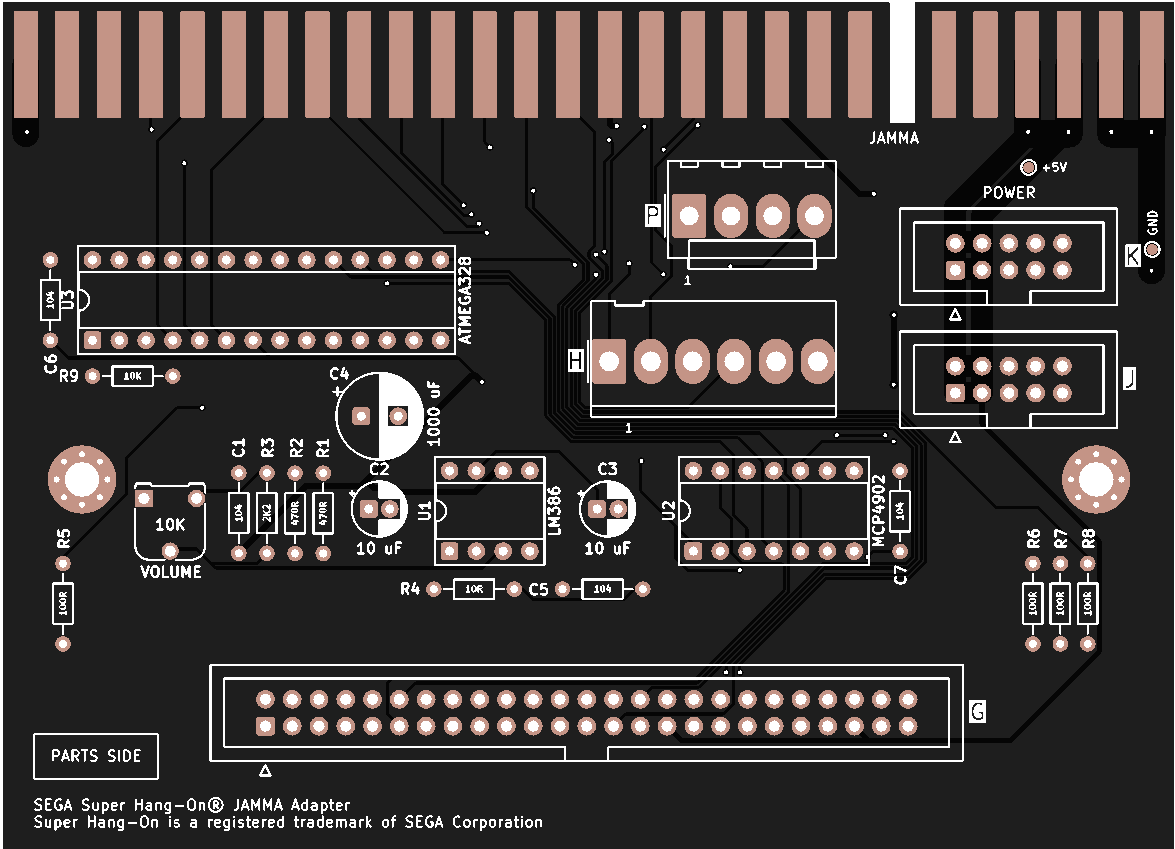 JAMMA
+5V
POWER
GND
P
K
1
U3
104
ATMEGA328
C6
R9
10K
H
J
C4
+
1000 uF
1
C1
R3
R2
R1
C2
+
C3
+
10K
104
2K2
470R
470R
U1
LM386
U2
MCP4902
104
R5
10 uF
10 uF
R6
R7
R8
VOLUME
R4
10R
C5
104
C7
100R
100R
100R
100R
G
PARTS SIDE
SEGA Super Hang-On® JAMMA Adapter
Super Hang-On is a registered trademark of SEGA Corporation